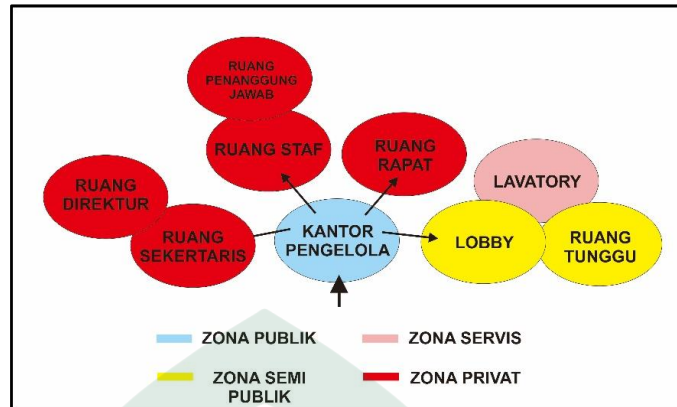 RUANG
PENANGGUNG
JAWAB
RUANG STAF
RUANG
RAPAT
LAVATORY
RUANG
DIREKTUR
RUANG
SEKERTARIS
KANTOR
PENGELOLA
LOBBY
RUANG
TUNGGU
ZONA PUBLIK
ZONA SERVIS
ZONA SEMI
PUBLIK
ZONA PRIVAT